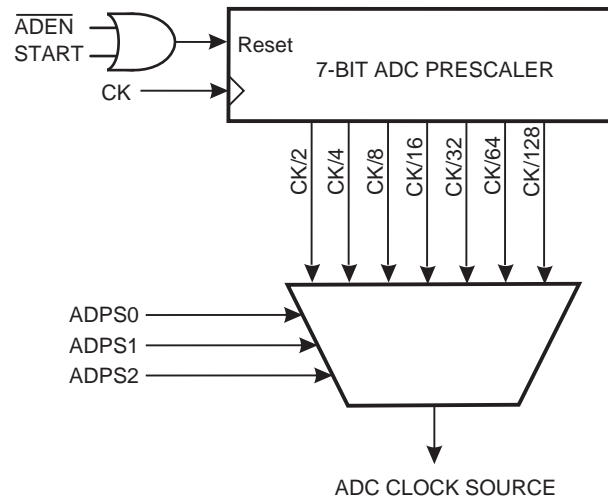 ADEN
START
Reset
7-BIT ADC PRESCALER
CK
CK/2
CK/4
CK/8
CK/16
CK/32
CK/64
CK/128
ADPS0
ADPS1
ADPS2
ADC CLOCK SOURCE